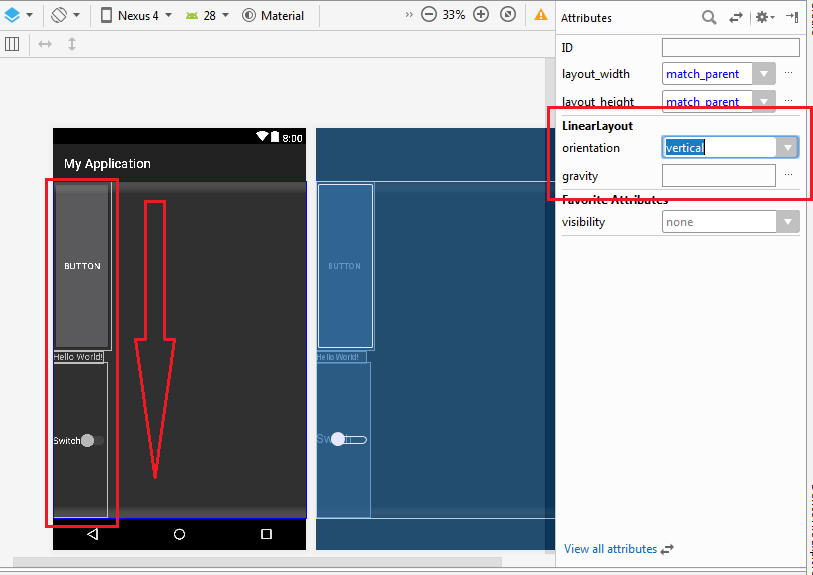 Nexus 4
28
Material
»
33%
Attributes
ID
layout_width
match_parent
...
layout_height
match_parent
...
LinearLayout
orientation
vertical
gravity
...
Favorite Attributes
visibility
none
View all attributes
8:00
My Application
BUTTON
Hello World!
Switch
BUTTON
Hello World!
Switch